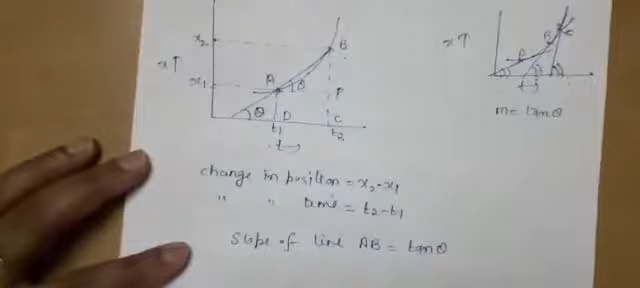 x2
B
x↑
x1
A
θ
P
θ
D
C
t1
t2
t→
x↑
B
C
A
t→
m = tanθ
change in position = x2-x1
" " time = t2-t1
Slope of line AB = tanθ